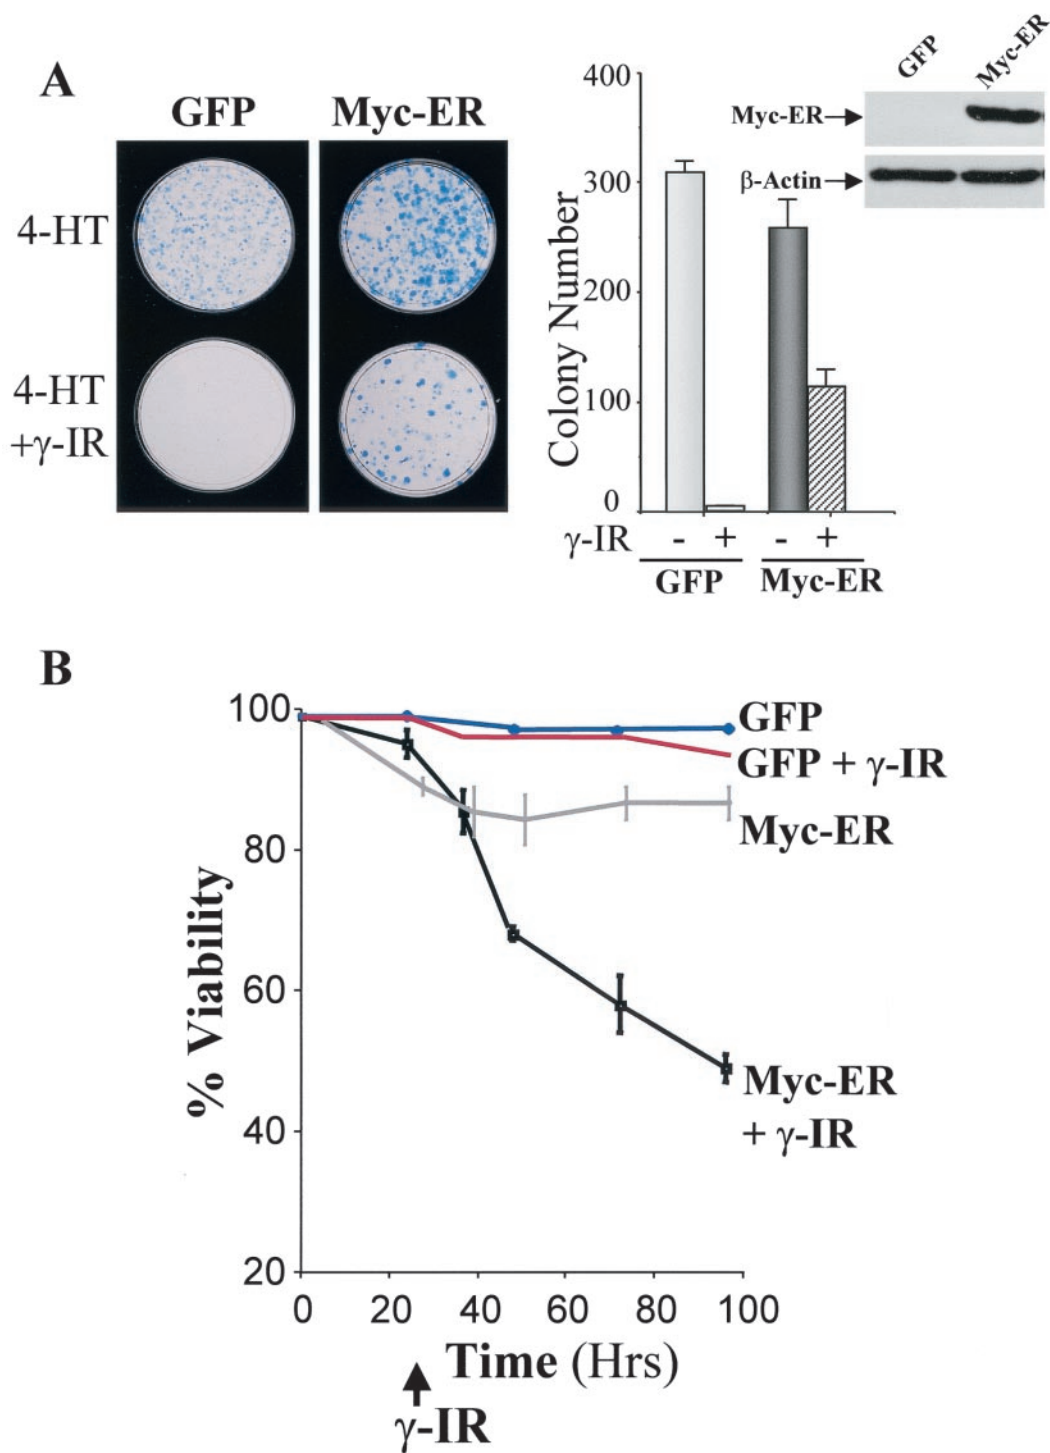 A
GFP Myc-ER
4-HT
4-HT
+γ-IR
Colony Number
400
300
200
100
0
γ-IR - + - +
GFP Myc-ER
GFP Myc-ER
Myc-ER
β-Actin
B
% Viability
100
80
60
40
20
0 20 40 60 80 100
Time (Hrs)
γ-IR
GFP
GFP + γ-IR
Myc-ER
Myc-ER
+ γ-IR